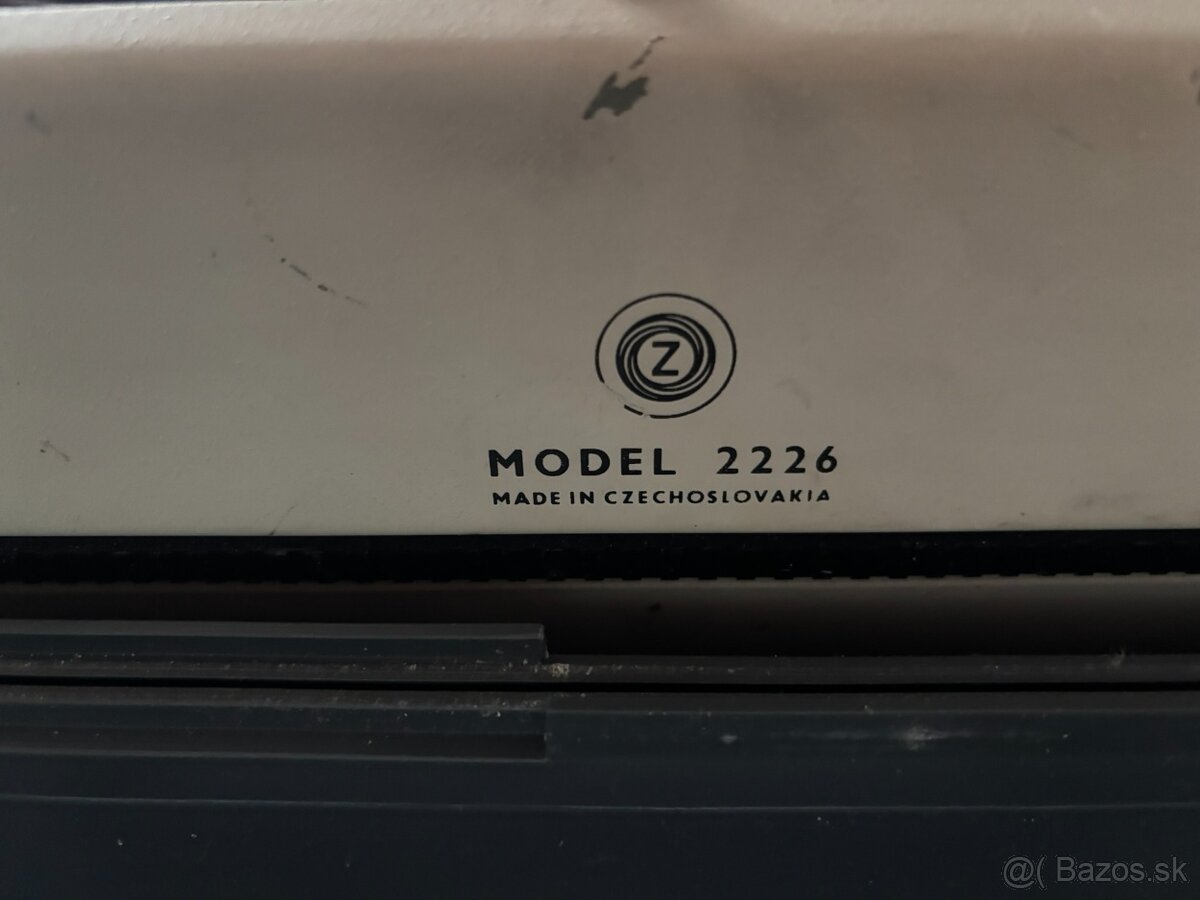 Z
MODEL 2226
MADE IN CZECHOSLOVAKIA
@( Bazos.sk